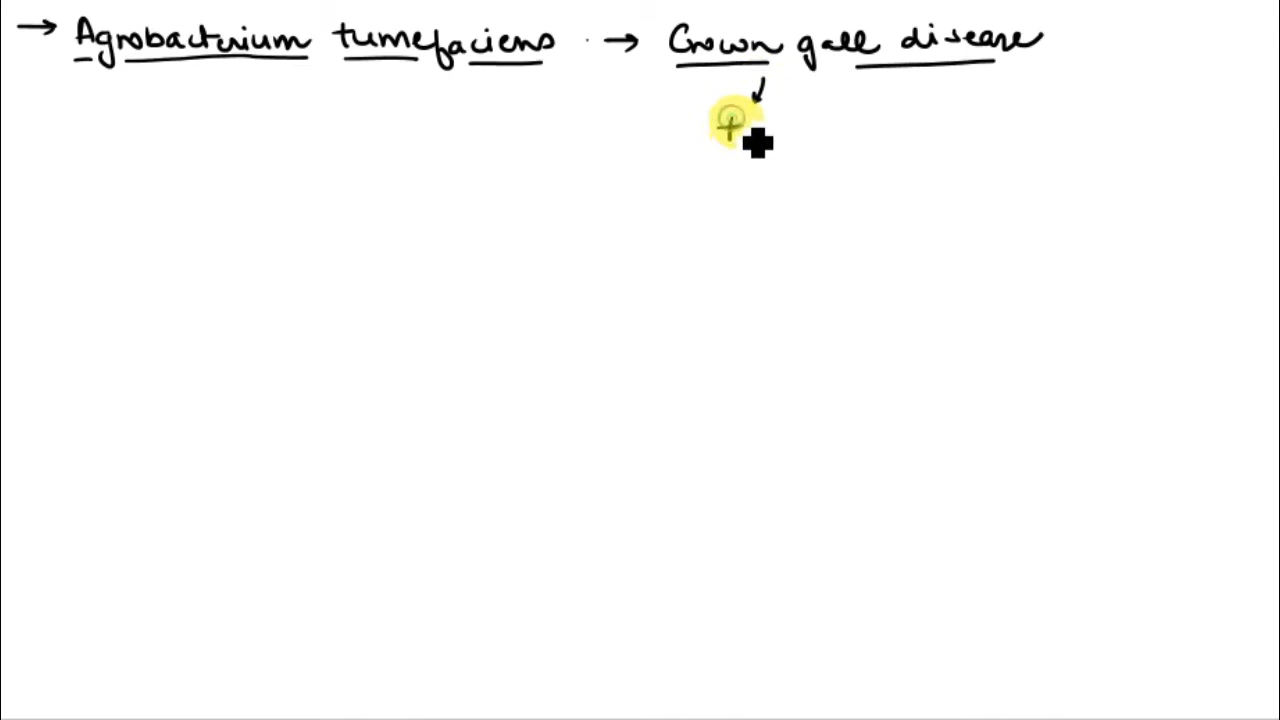 → Agrobacterium tumefaciens → Crown gall disease